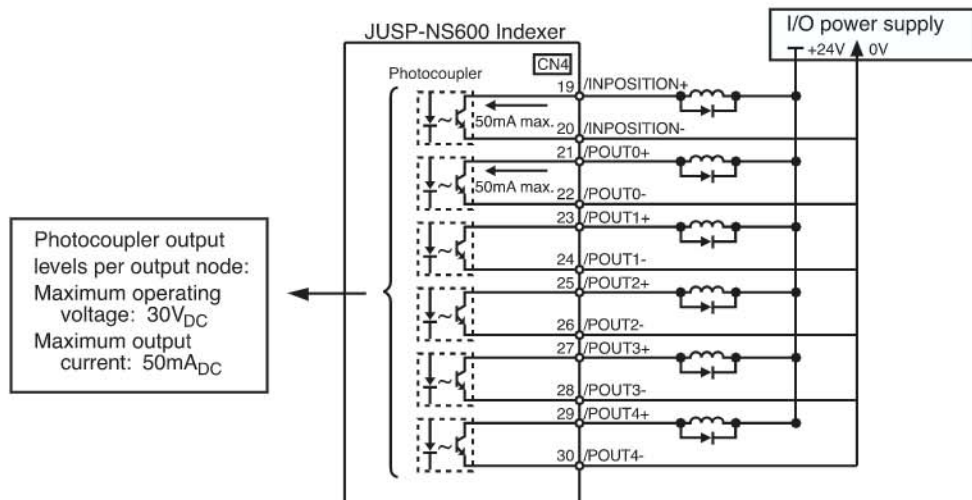 JUSP-NS600 Indexer
I/O power supply
+24V 0V
CN4
Photocoupler
19 /INPOSITION+
50mA max.
20 /INPOSITION-
21 /POUT0+
50mA max.
22 /POUT0-
23 /POUT1+
24 /POUT1-
25 /POUT2+
26 /POUT2-
27 /POUT3+
28 /POUT3-
29 /POUT4+
30 /POUT4-
Photocoupler output
levels per output node:
Maximum operating
voltage: 30VDC
Maximum output
current: 50mADC